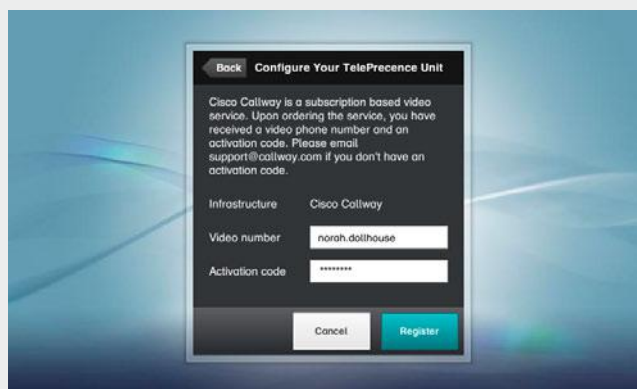 Back Configure Your TelePrecence Unit
Cisco Callway is a subscription based video
service. Upon ordering the service, you have
received a video phone number and an
activation code. Please email
support@callway.com if you don't have an
activation code.
Infrastructure Cisco Callway
Video number norah.dollhouse
Activation code ********
Cancel Register